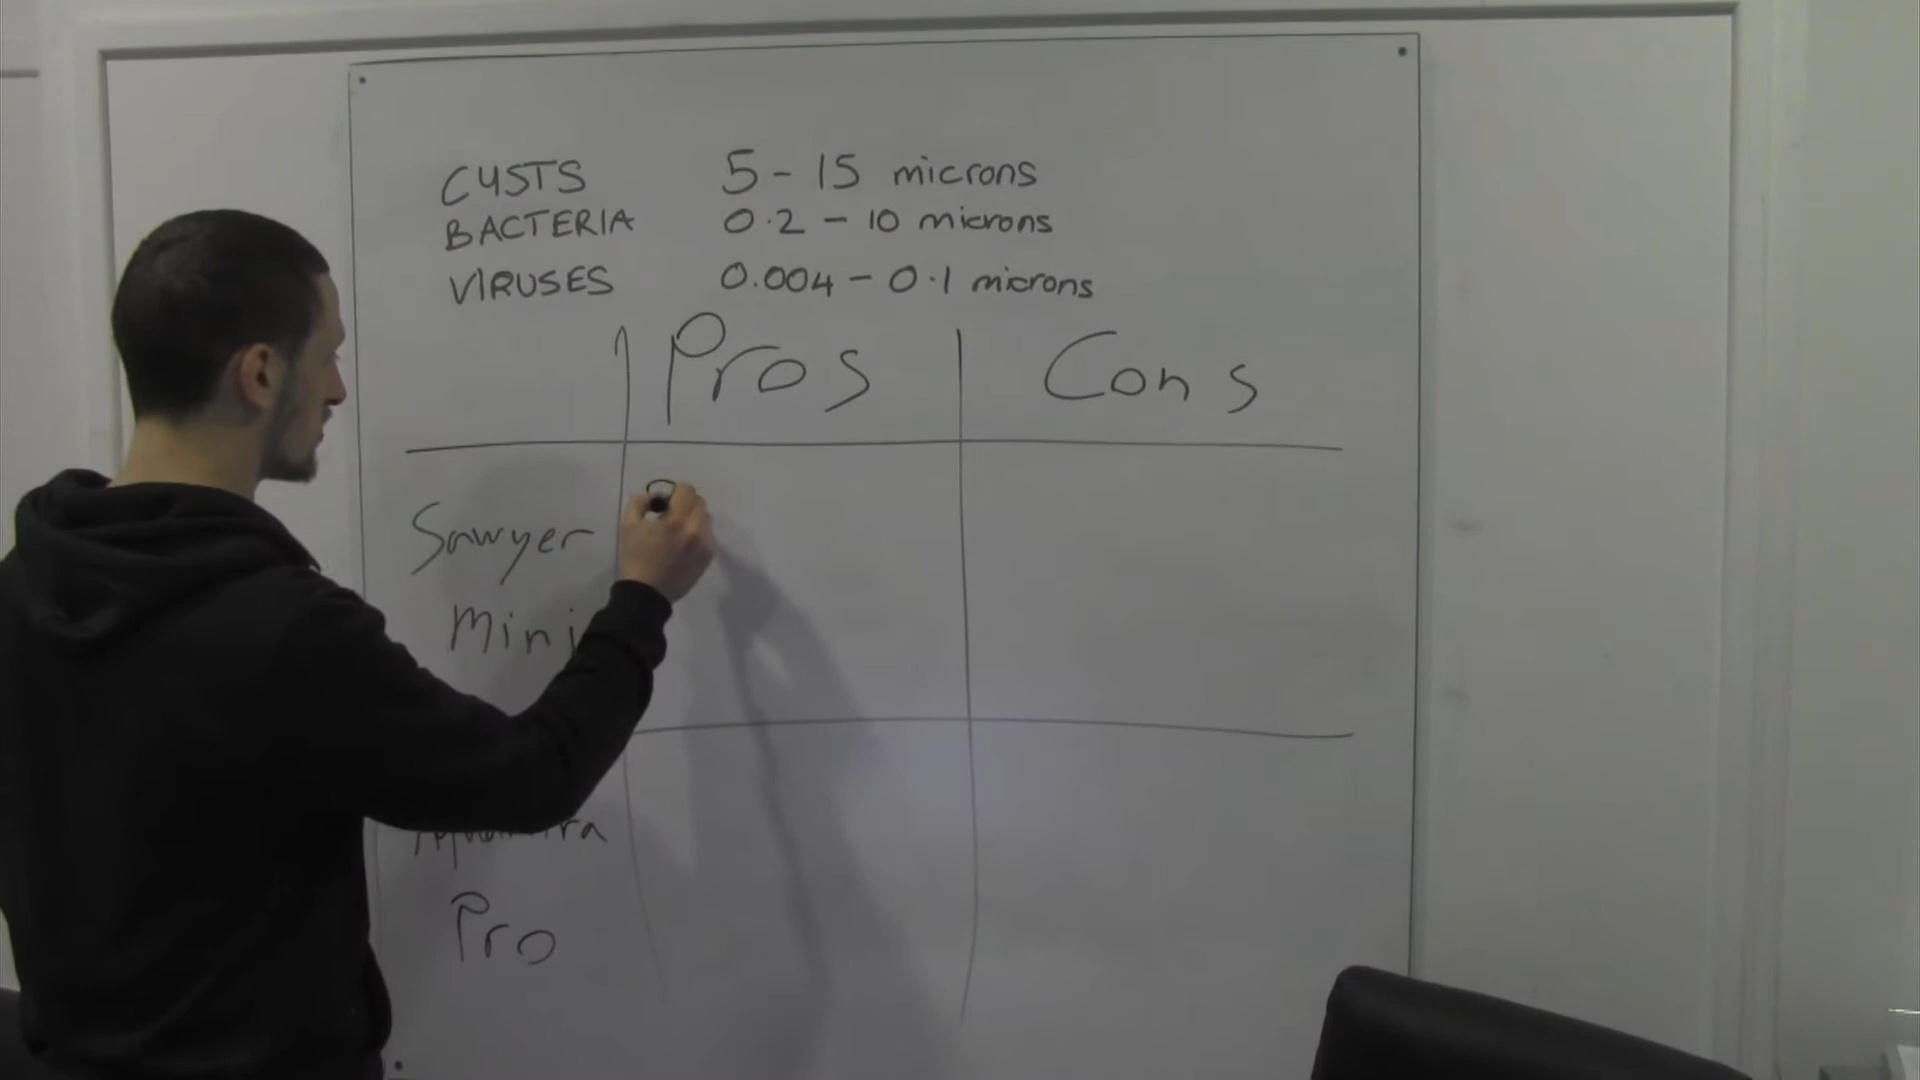 CYSTS 5 - 15 microns
BACTERIA 0.2 - 10 microns
VIRUSES 0.004 - 0.1 microns
Pros Cons
Sawyer
Mini
Pro